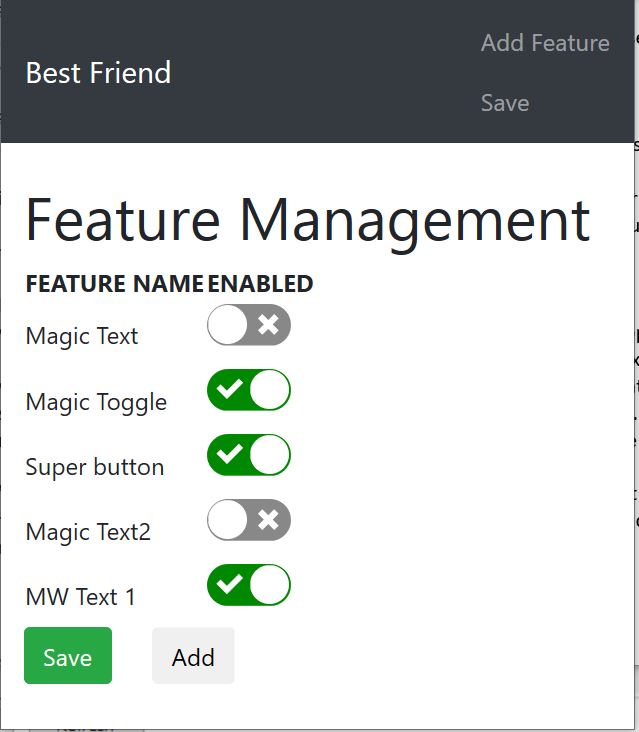 Best Friend
Add Feature
Save
Feature Management
FEATURE NAME ENABLED
Magic Text
Magic Toggle
Super button
Magic Text2
MW Text 1
Save Add